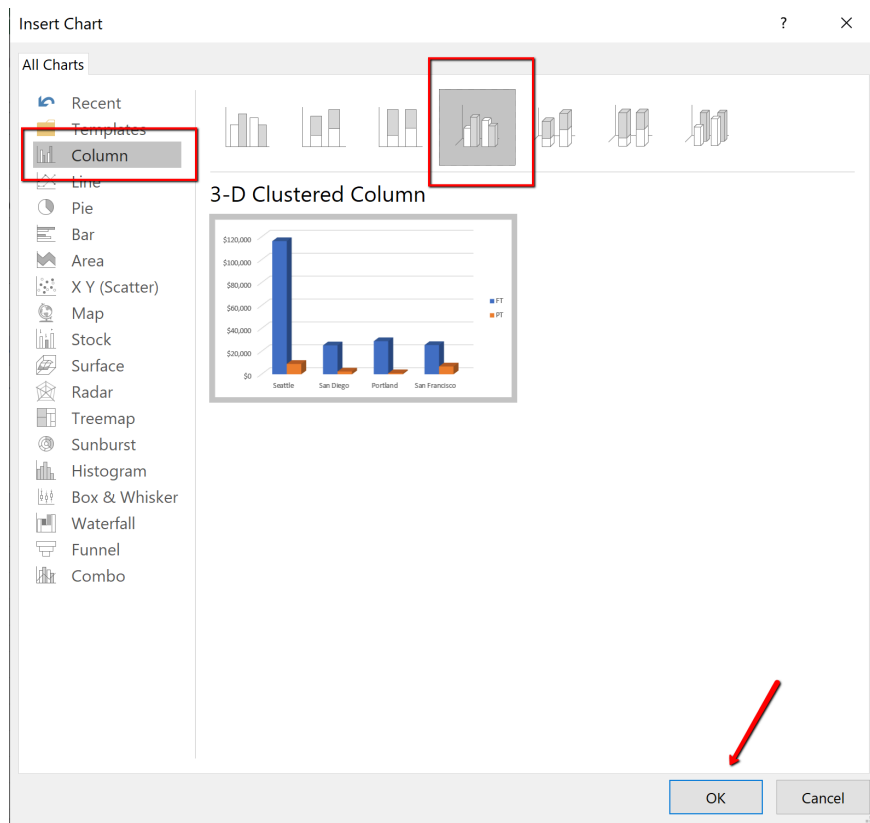 Insert Chart
?
All Charts
Recent
Templates
Column
Line
Pie
Bar
Area
X Y (Scatter)
Map
Stock
Surface
Radar
Treemap
Sunburst
Histogram
Box & Whisker
Waterfall
Funnel
Combo
3-D Clustered Column
$120,000
$100,000
$80,000
$60,000
$40,000
$20,000
$0
Seattle San Diego Portland San Francisco
FT
PT
OK Cancel